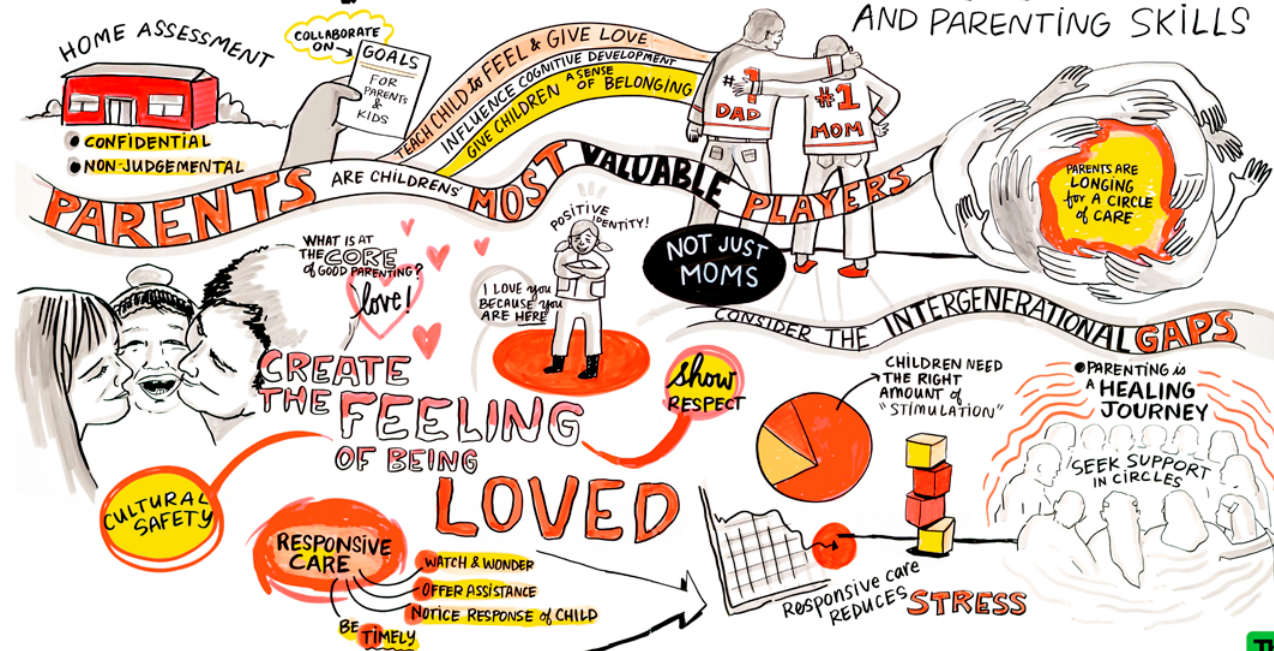 AND PARENTING SKILLS
HOME ASSESSMENT
CONFIDENTIAL
NON-JUDGEMENTAL
COLLABORATE
ON
GOALS
FOR
PARENTS
&
KIDS
TEACH CHILD to FEEL & GIVE LOVE
INFLUENCE COGNITIVE DEVELOPMENT
GIVE CHILDREN A SENSE OF BELONGING
#1
DAD
#1
MOM
PARENTS ARE
LONGING
for A CIRCLE
of CARE
PARENTS ARE CHILDREN'S MOST VALUABLE PLAYERS
NOT JUST
MOMS
WHAT IS AT
THE CORE
of GOOD PARENTING?
love!
POSITIVE IDENTITY!
I LOVE you
BECAUSE you
ARE HERE
CREATE
THE FEELING
OF BEING
LOVED
show
RESPECT
CULTURAL
SAFETY
RESPONSIVE
CARE
WATCH & WONDER
OFFER ASSISTANCE
NOTICE RESPONSE of CHILD
BE TIMELY
CONSIDER THE INTERGENERATIONAL GAPS
CHILDREN NEED
THE RIGHT
AMOUNT of
"STIMULATION"
Responsive care
REDUCES STRESS
PARENTING is
A HEALING
JOURNEY
SEEK SUPPORT
IN CIRCLES